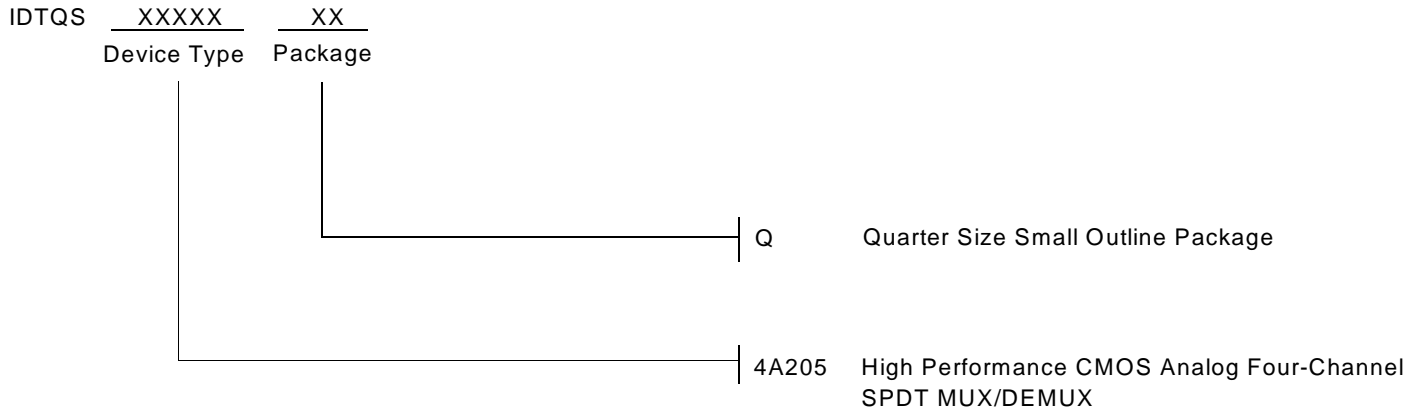 IDTQS XXXXX XX
Device Type Package
Q Quarter Size Small Outline Package
4A205 High Performance CMOS Analog Four-Channel
SPDT MUX/DEMUX